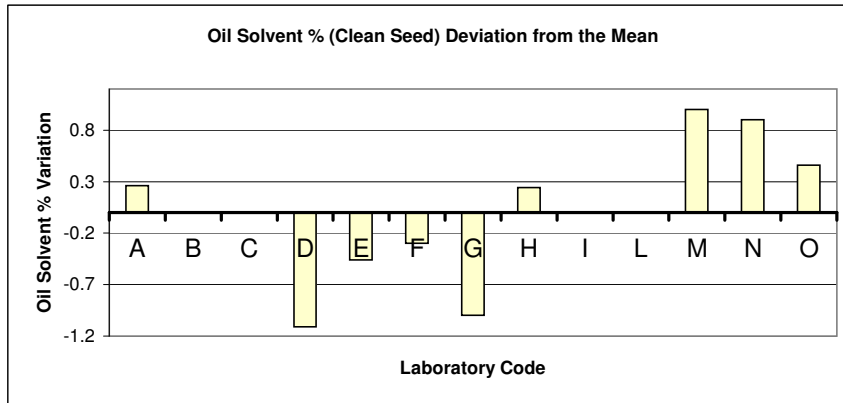 Oil Solvent % (Clean Seed) Deviation from the Mean
Oil Solvent % Variation
0.8
0.3
-0.2
-0.7
-1.2
A B C D E F G H I L M N O
Laboratory Code